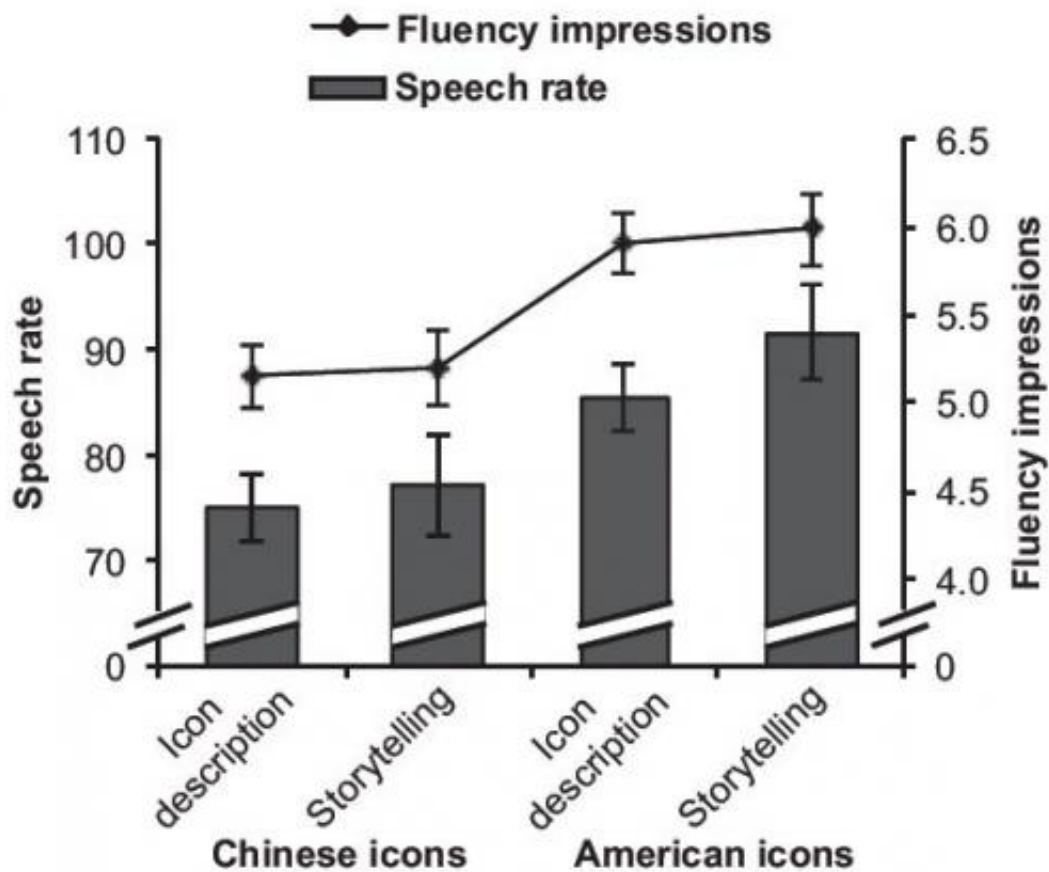 Fluency impressions
Speech rate
110
100
90
80
70
0
Speech rate
6.5
6.0
5.5
5.0
4.5
4.0
0
Fluency impressions
Icon
description
Storytelling
Icon
description
Storytelling
Chinese icons
American icons